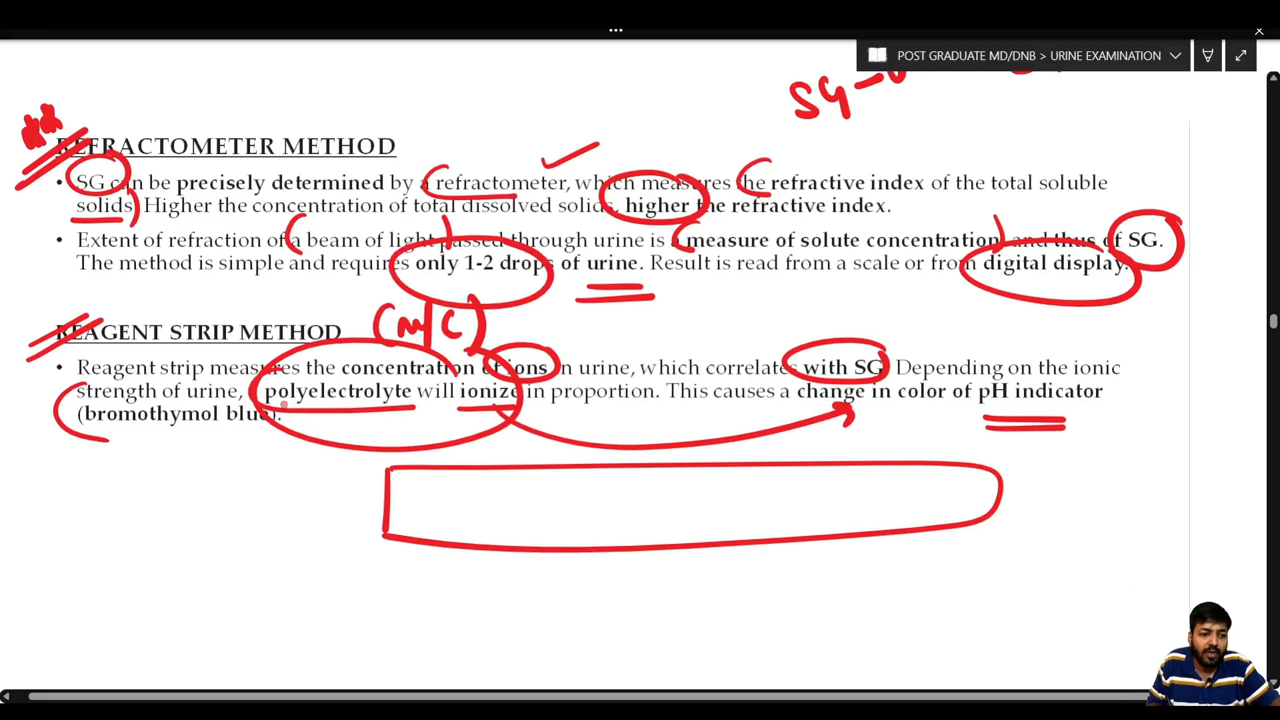 POST GRADUATE MD/DNB > URINE EXAMINATION
SG
REFRACTOMETER METHOD
• SG can be precisely determined by a refractometer, which measures the refractive index of the total soluble
solids. Higher the concentration of total dissolved solids, higher the refractive index.
• Extent of refraction of a beam of light passed through urine is a measure of solute concentration and thus of SG.
The method is simple and requires only 1-2 drops of urine. Result is read from a scale or from digital display.
REAGENT STRIP METHOD
• Reagent strip measures the concentration of ions in urine, which correlates with SG. Depending on the ionic
strength of urine, polyelectrolyte will ionize in proportion. This causes a change in color of pH indicator
(bromothymol blue).